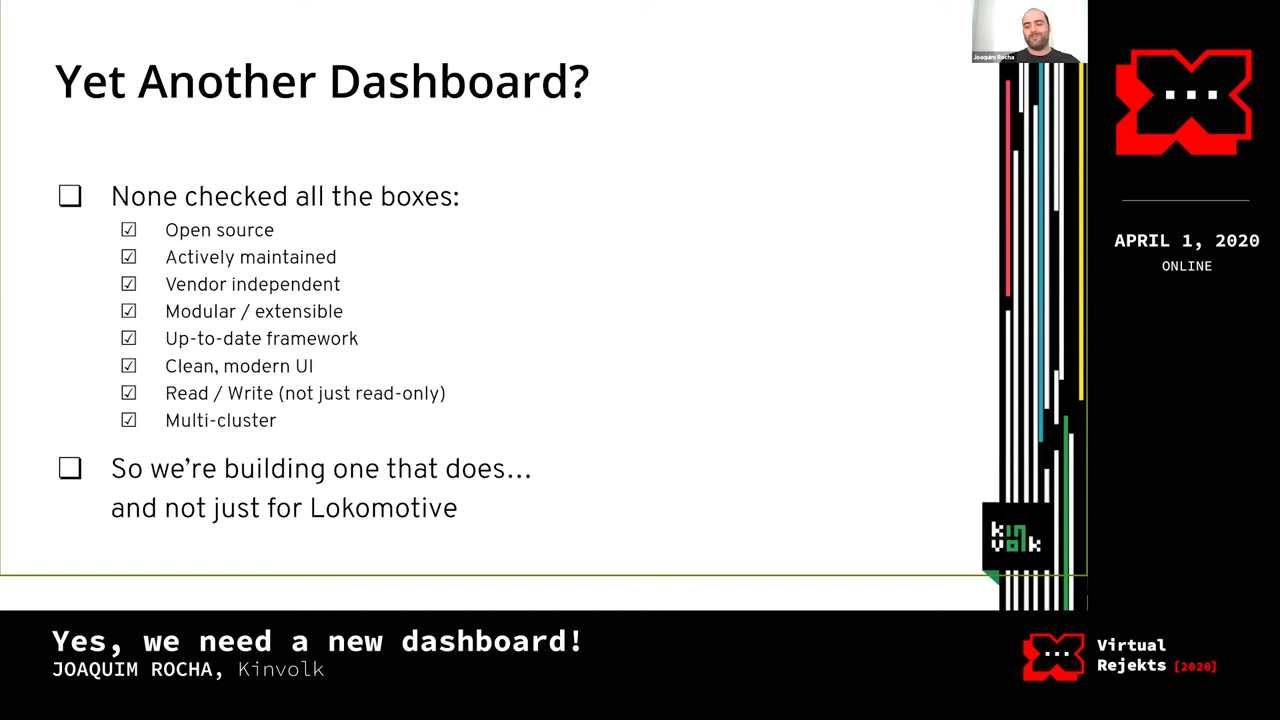 Yet Another Dashboard?
❏ None checked all the boxes:
☑ Open source
☑ Actively maintained
☑ Vendor independent
☑ Modular / extensible
☑ Up-to-date framework
☑ Clean, modern UI
☑ Read / Write (not just read-only)
☑ Multi-cluster
❏ So we’re building one that does…
and not just for Lokomotive
Joaquim Rocha
kin
volk
APRIL 1, 2020
ONLINE
Yes, we need a new dashboard!
JOAQUIM ROCHA, Kinvolk
Virtual
Rejekts [2020]